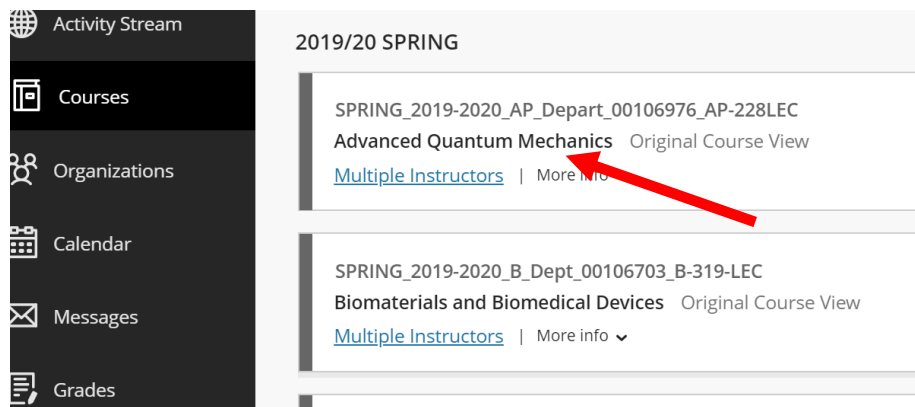 Activity Stream
Courses
Organizations
Calendar
Messages
Grades
2019/20 SPRING
SPRING_2019-2020_AP_Depart_00106976_AP-228LEC
Advanced Quantum Mechanics Original Course View
Multiple Instructors | More info
SPRING_2019-2020_B_Dept_00106703_B-319-LEC
Biomaterials and Biomedical Devices Original Course View
Multiple Instructors | More info